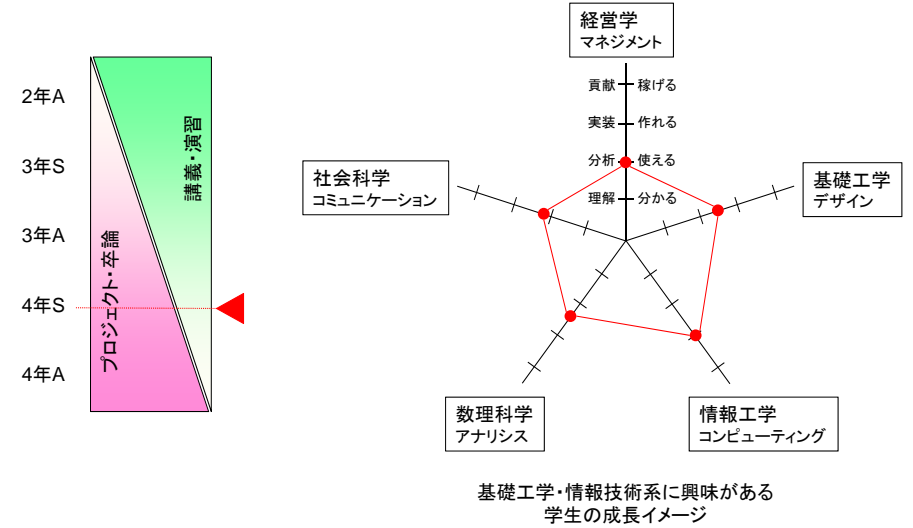 2年A
3年S
3年A
4年S
4年A
講義・演習
プロジェクト・卒論
経営学
マネジメント
貢献 稼げる
実装 作れる
分析 使える
理解 分かる
社会科学
コミュニケーション
基礎工学
デザイン
数理科学
アナリシス
情報工学
コンピューティング
基礎工学・情報技術系に興味がある
学生の成長イメージ